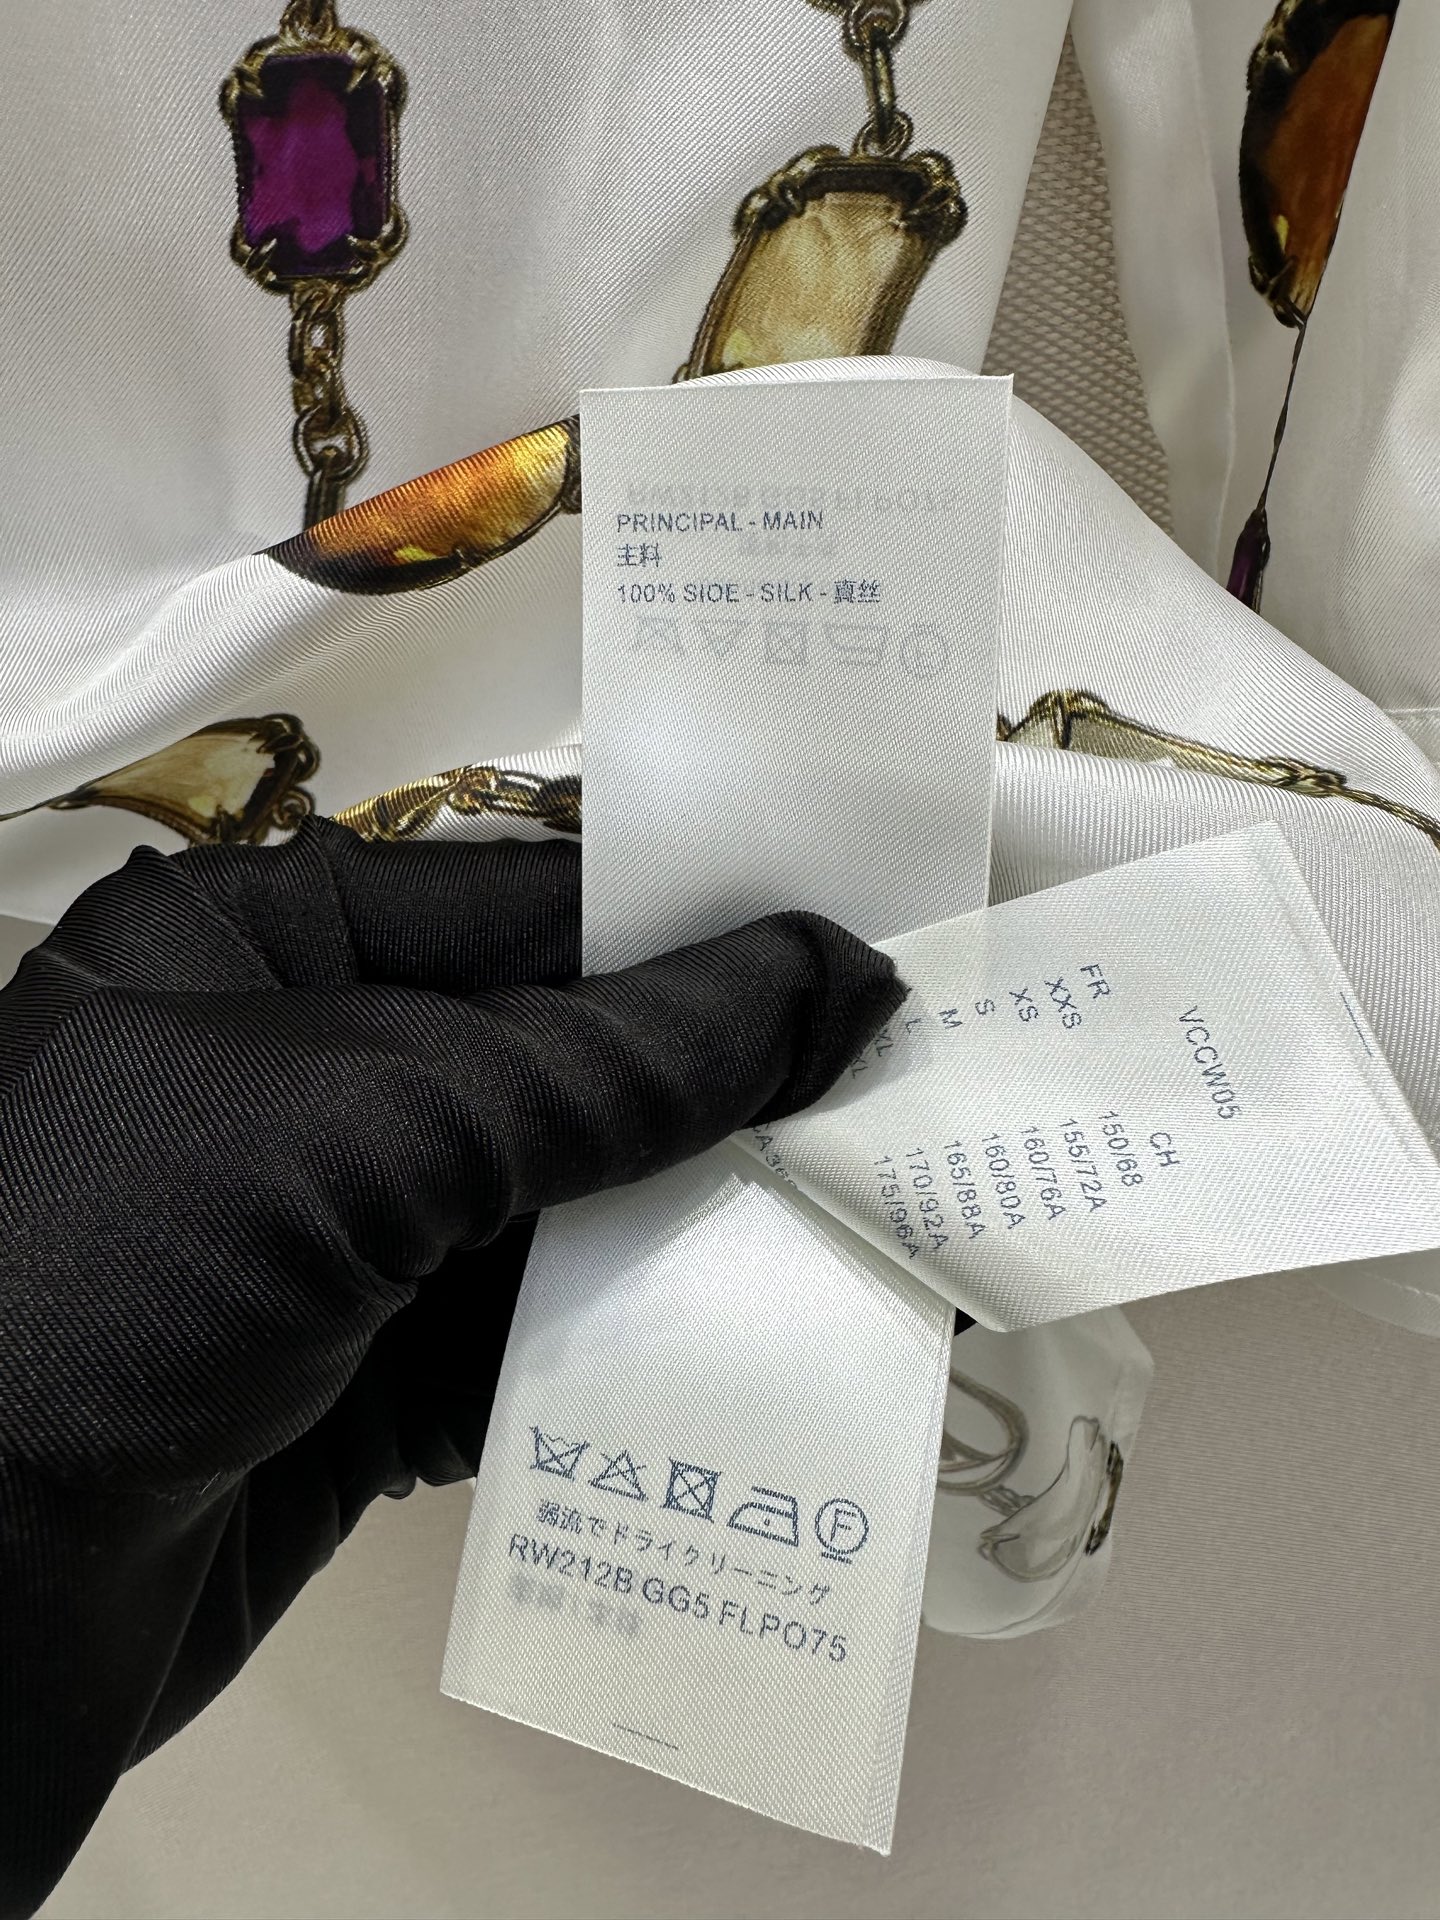 PRINCIPAL - MAIN
主料
100% SIOE - SILK - 真丝
VCCW05
FR CH
XXS 150/68
XS 155/72A
S 160/76A
M 160/80A
L 165/88A
XL 170/92A
175/96A
弱流でドライクリーニング
RW212B GG5 FLPO75
F